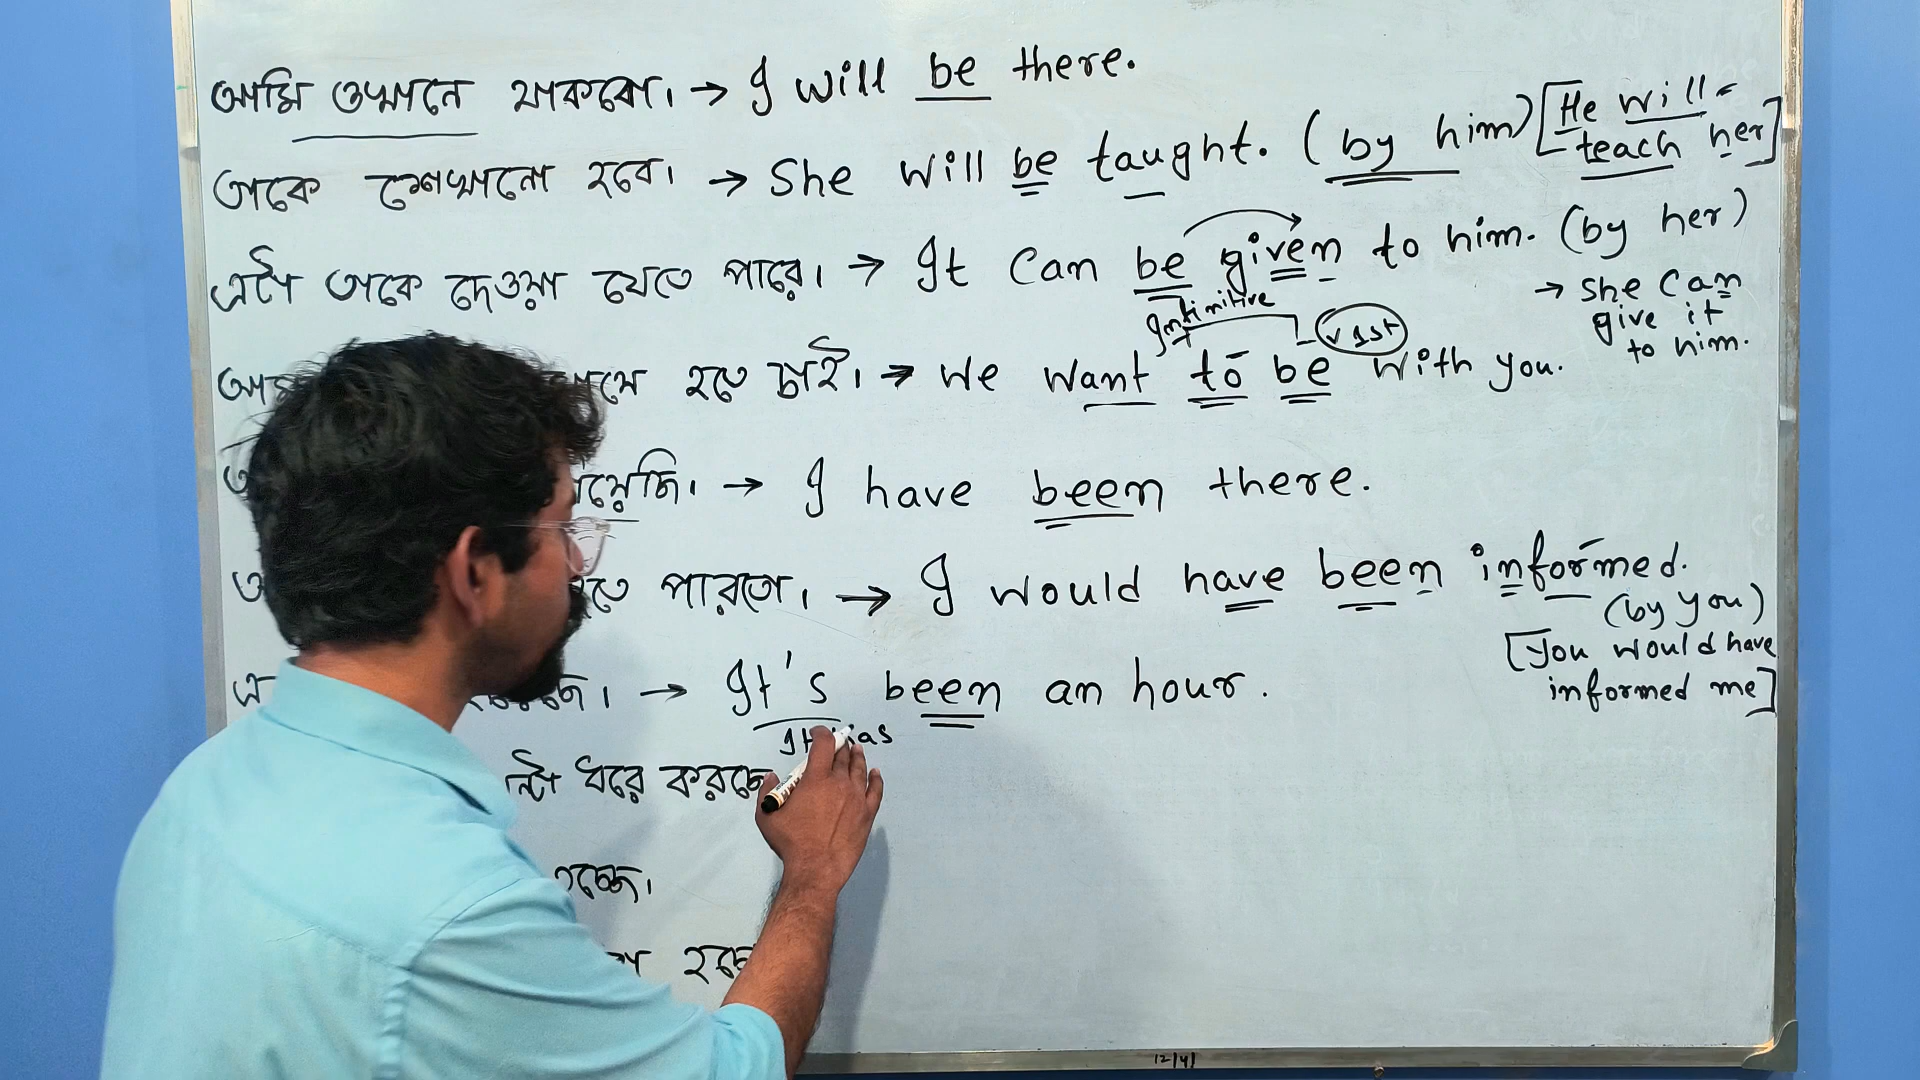 আমি ওখানে থাকবো। → I will be there.
তাকে শেখানো হবে। → She will be taught. (by him) [He will teach her]
এটা তাকে দেওয়া যেতে পারে। → It can be given to him. (by her)
→ she can give it to him.
Infinitive
V1st
হতে চাই। → We want to be with you.
→ I have been there.
পারতো। → I would have been informed. (by you)
[You would have informed me]
→ It's been an hour.
It has
ধরে করছে
হচ্ছে।
12/41